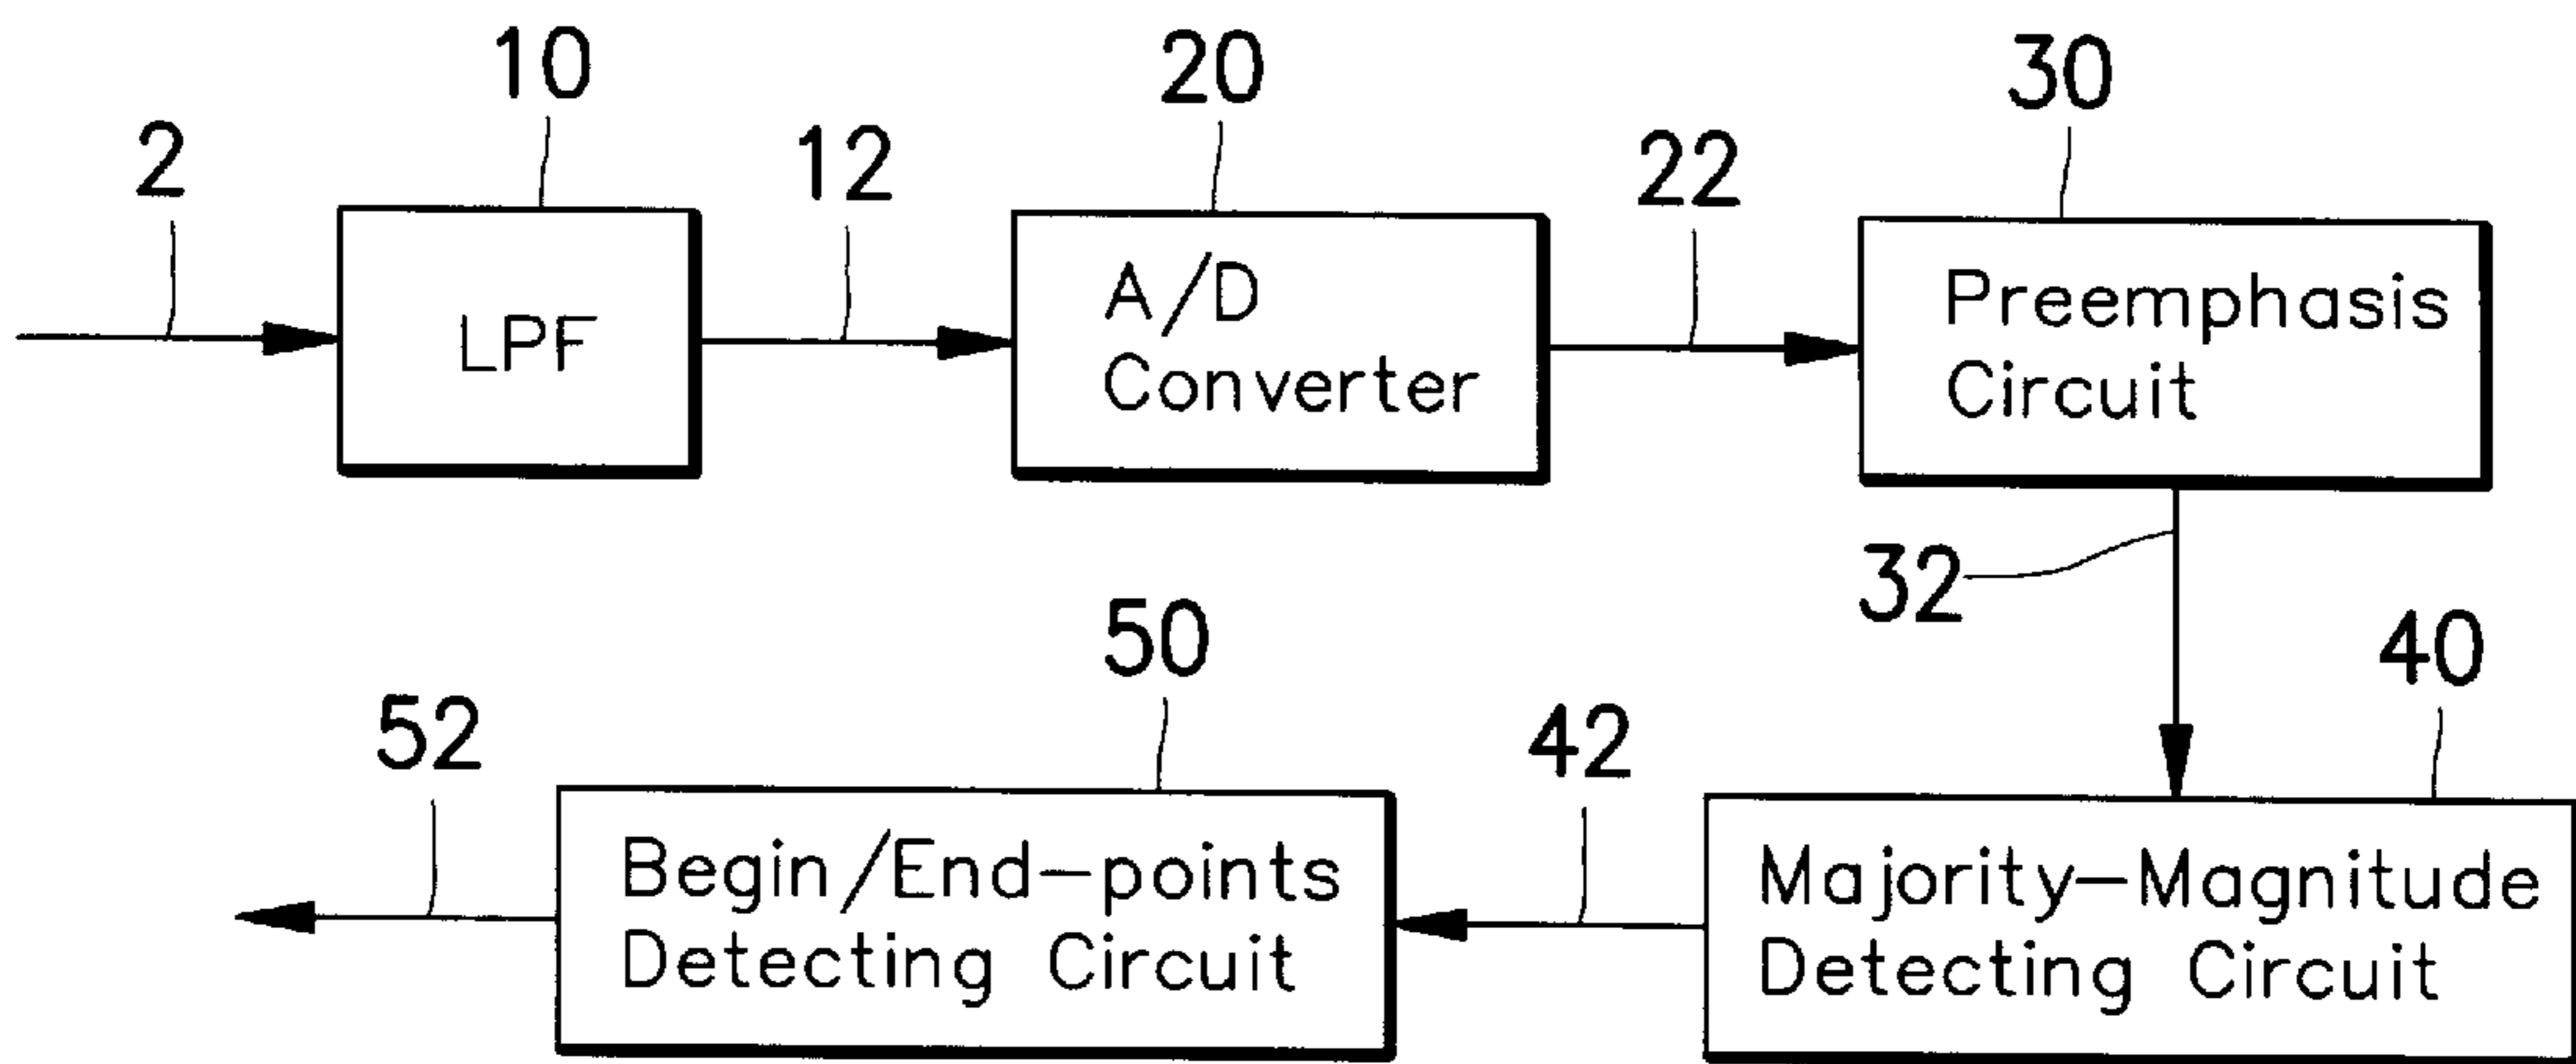 10
20
30
2
12
22
LPF
A/D
Converter
Preemphasis
Circuit
32
50
40
52
42
Begin/End-points
Detecting Circuit
Majority-Magnitude
Detecting Circuit